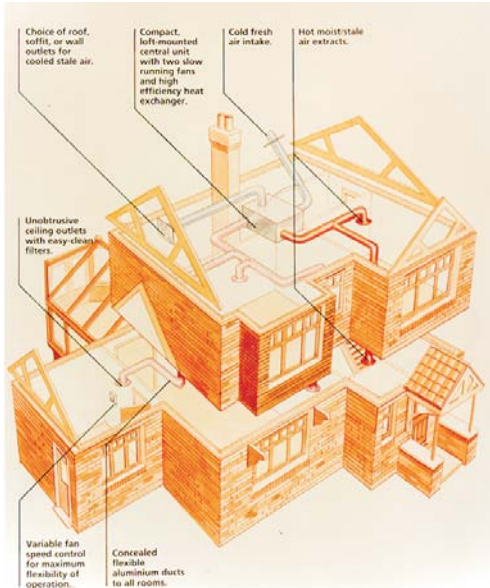 Choice of roof,
soffit, or wall
outlets for
cooled stale air.
Compact,
loft-mounted
central unit
with two slow
running fans and
high
efficiency heat
exchanger.
Cold fresh
air intake.
Hot moist/stale
air extracts.
Unobtrusive
ceiling outlets
with easy-clean
filters.
Variable fan
speed control
for maximum
flexibility of
operation.
Concealed
flexible
aluminium ducts
to all rooms.